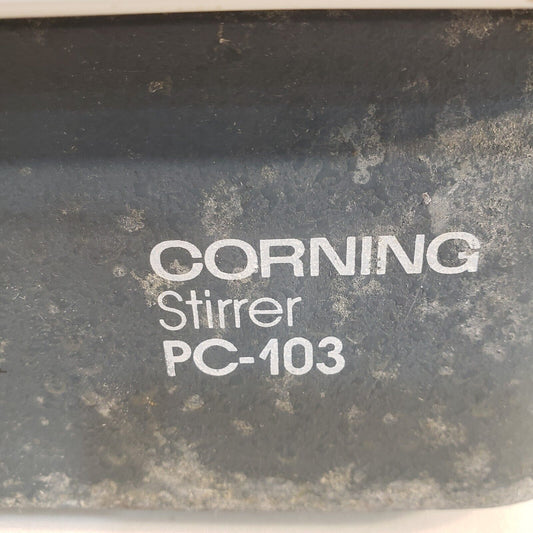 CORNING
Stirrer
PC-103